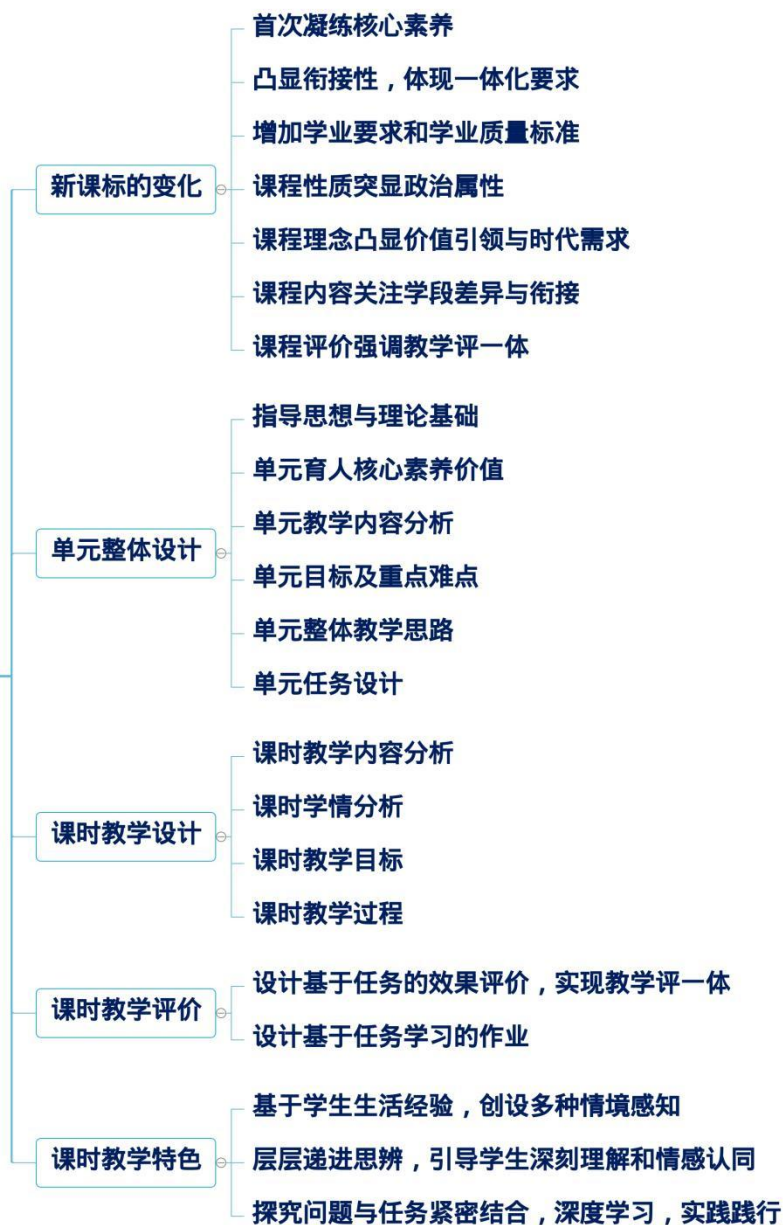 新课标的变化
首次凝练核心素养
凸显衔接性，体现一体化要求
增加学业要求和学业质量标准
课程性质突显政治属性
课程理念凸显价值引领与时代需求
课程内容关注学段差异与衔接
课程评价强调教学评一体
单元整体设计
指导思想与理论基础
单元育人核心素养价值
单元教学内容分析
单元目标及重点难点
单元整体教学思路
单元任务设计
课时教学设计
课时教学内容分析
课时学情分析
课时教学目标
课时教学过程
课时教学评价
设计基于任务的效果评价，实现教学评一体
设计基于任务学习的作业
课时教学特色
基于学生生活经验，创设多种情境感知
层层递进思辨，引导学生深刻理解和情感认同
探究问题与任务紧密结合，深度学习，实践践行